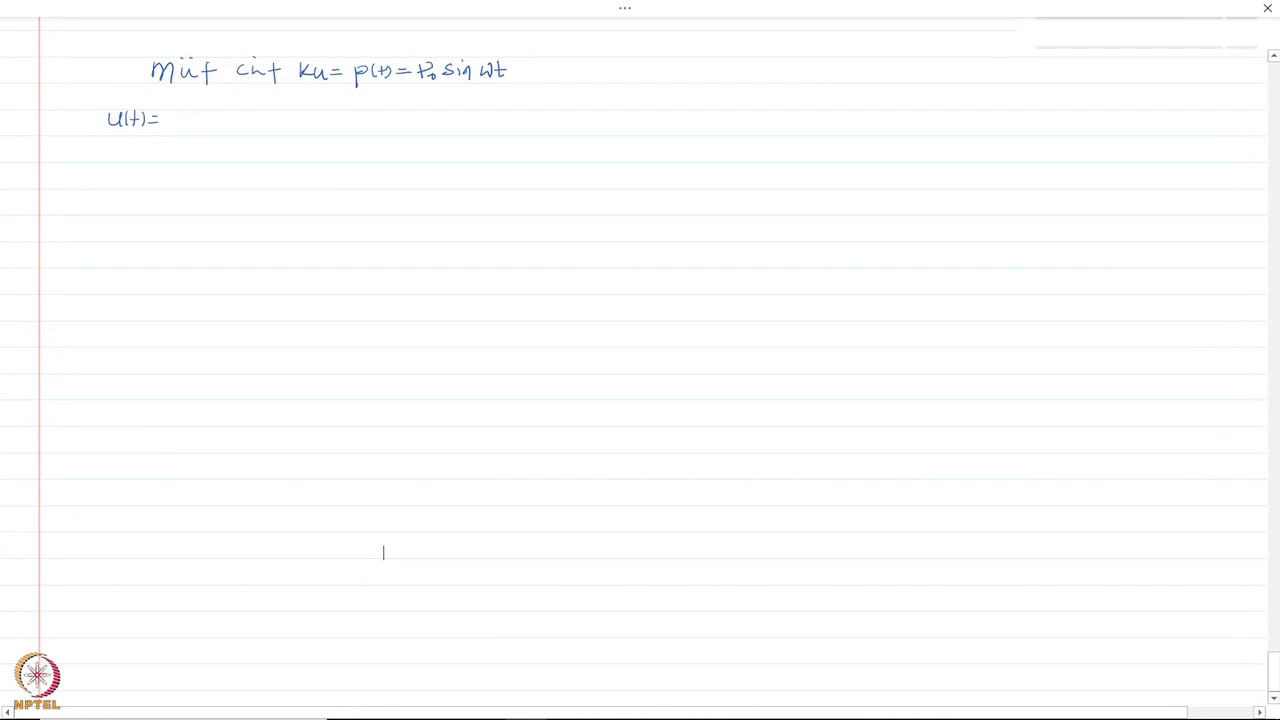 mü + cu̇ + ku = p(t) = P₀ sin ωt
u(t) =
NPTEL